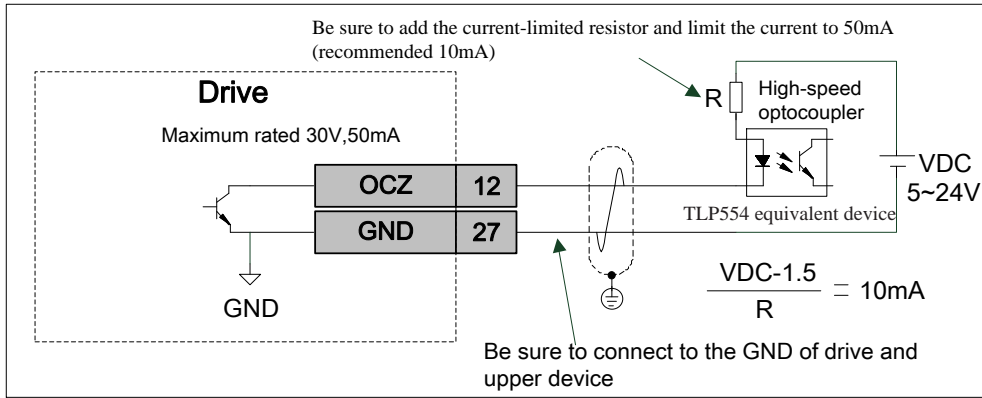 Be sure to add the current-limited resistor and limit the current to 50mA
(recommended 10mA)
Drive
Maximum rated 30V,50mA
R
High-speed
optocoupler
OCZ 12
VDC
5~24V
TLP554 equivalent device
GND 27
GND
VDC-1.5
R
= 10mA
Be sure to connect to the GND of drive and
upper device